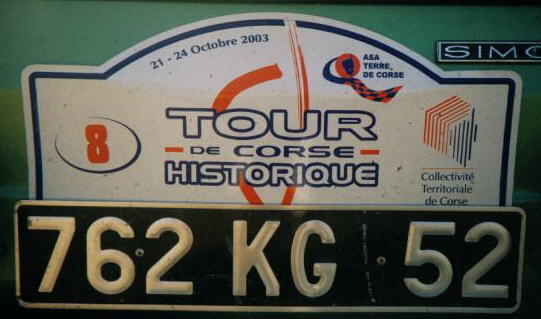 21 - 24 Octobre 2003
ASA
TERRE
DE CORSE
SIMC
8
TOUR
- DE CORSE -
HISTORIQUE
Collectivité
Territoriale
de Corse
762 KG 52